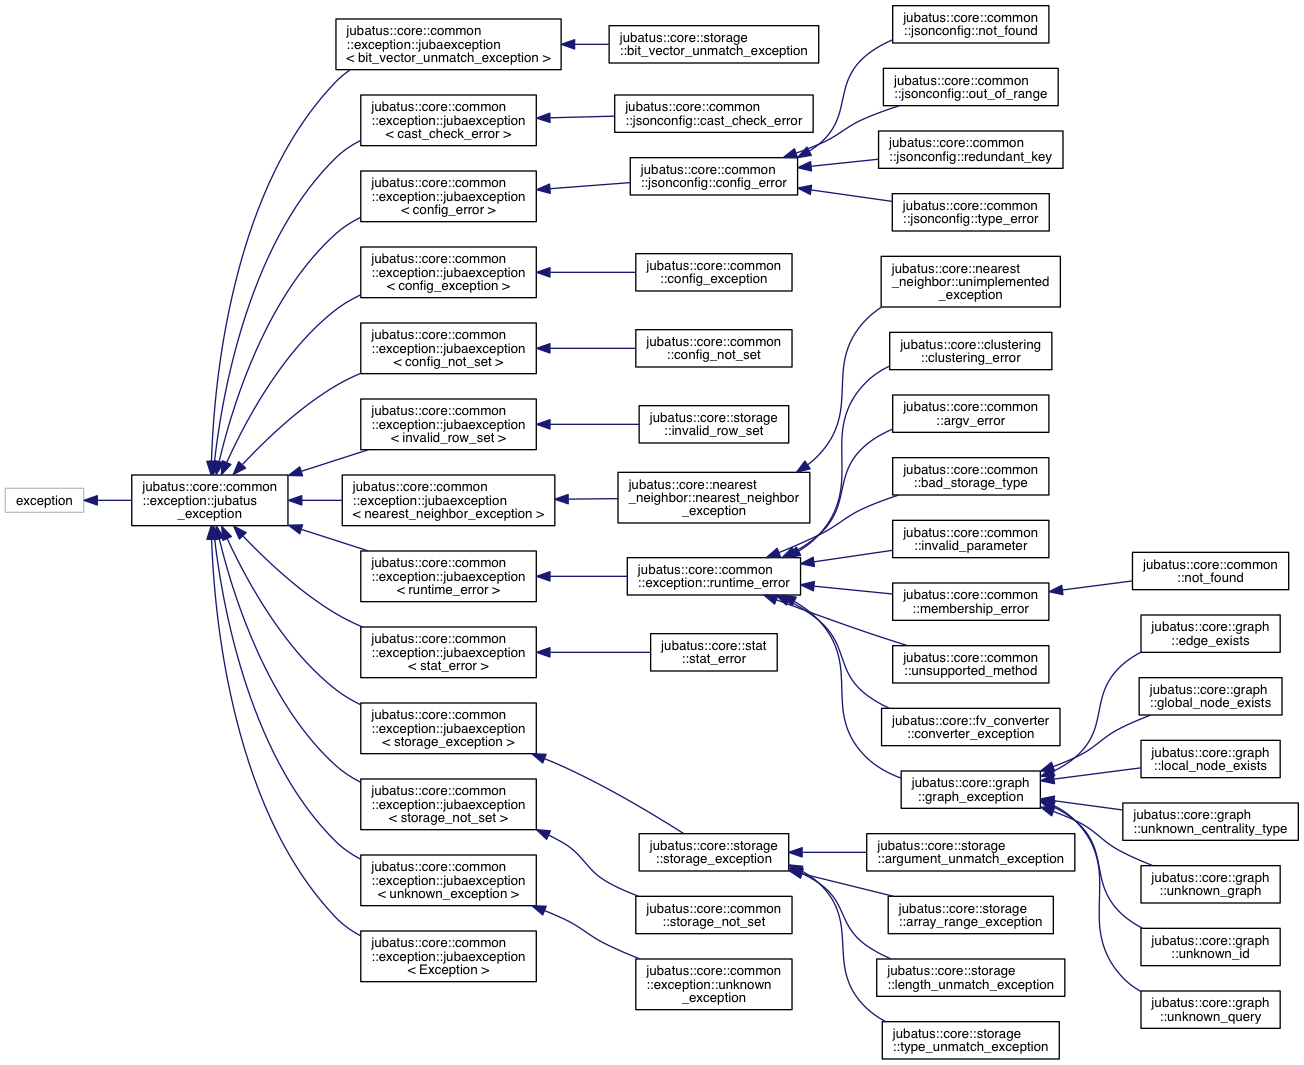 exception
jubatus::core::common
::exception::jubatus
_exception
jubatus::core::common
::exception::jubaexception
< bit_vector_unmatch_exception >
jubatus::core::common
::exception::jubaexception
< cast_check_error >
jubatus::core::common
::exception::jubaexception
< config_error >
jubatus::core::common
::exception::jubaexception
< config_exception >
jubatus::core::common
::exception::jubaexception
< config_not_set >
jubatus::core::common
::exception::jubaexception
< invalid_row_set >
jubatus::core::common
::exception::jubaexception
< nearest_neighbor_exception >
jubatus::core::common
::exception::jubaexception
< runtime_error >
jubatus::core::common
::exception::jubaexception
< stat_error >
jubatus::core::common
::exception::jubaexception
< storage_exception >
jubatus::core::common
::exception::jubaexception
< storage_not_set >
jubatus::core::common
::exception::jubaexception
< unknown_exception >
jubatus::core::common
::exception::jubaexception
< Exception >
jubatus::core::storage
::bit_vector_unmatch_exception
jubatus::core::common
::jsonconfig::cast_check_error
jubatus::core::common
::jsonconfig::config_error
jubatus::core::common
::config_exception
jubatus::core::common
::config_not_set
jubatus::core::storage
::invalid_row_set
jubatus::core::nearest
_neighbor::nearest_neighbor
_exception
jubatus::core::common
::exception::runtime_error
jubatus::core::stat
::stat_error
jubatus::core::storage
::storage_exception
jubatus::core::common
::storage_not_set
jubatus::core::common
::exception::unknown
_exception
jubatus::core::common
::jsonconfig::not_found
jubatus::core::common
::jsonconfig::out_of_range
jubatus::core::common
::jsonconfig::redundant_key
jubatus::core::common
::jsonconfig::type_error
jubatus::core::nearest
_neighbor::unimplemented
_exception
jubatus::core::clustering
::clustering_error
jubatus::core::common
::argv_error
jubatus::core::common
::bad_storage_type
jubatus::core::common
::invalid_parameter
jubatus::core::common
::membership_error
jubatus::core::common
::unsupported_method
jubatus::core::fv_converter
::converter_exception
jubatus::core::graph
::graph_exception
jubatus::core::storage
::argument_unmatch_exception
jubatus::core::storage
::array_range_exception
jubatus::core::storage
::length_unmatch_exception
jubatus::core::storage
::type_unmatch_exception
jubatus::core::common
::not_found
jubatus::core::graph
::edge_exists
jubatus::core::graph
::global_node_exists
jubatus::core::graph
::local_node_exists
jubatus::core::graph
::unknown_centrality_type
jubatus::core::graph
::unknown_graph
jubatus::core::graph
::unknown_id
jubatus::core::graph
::unknown_query